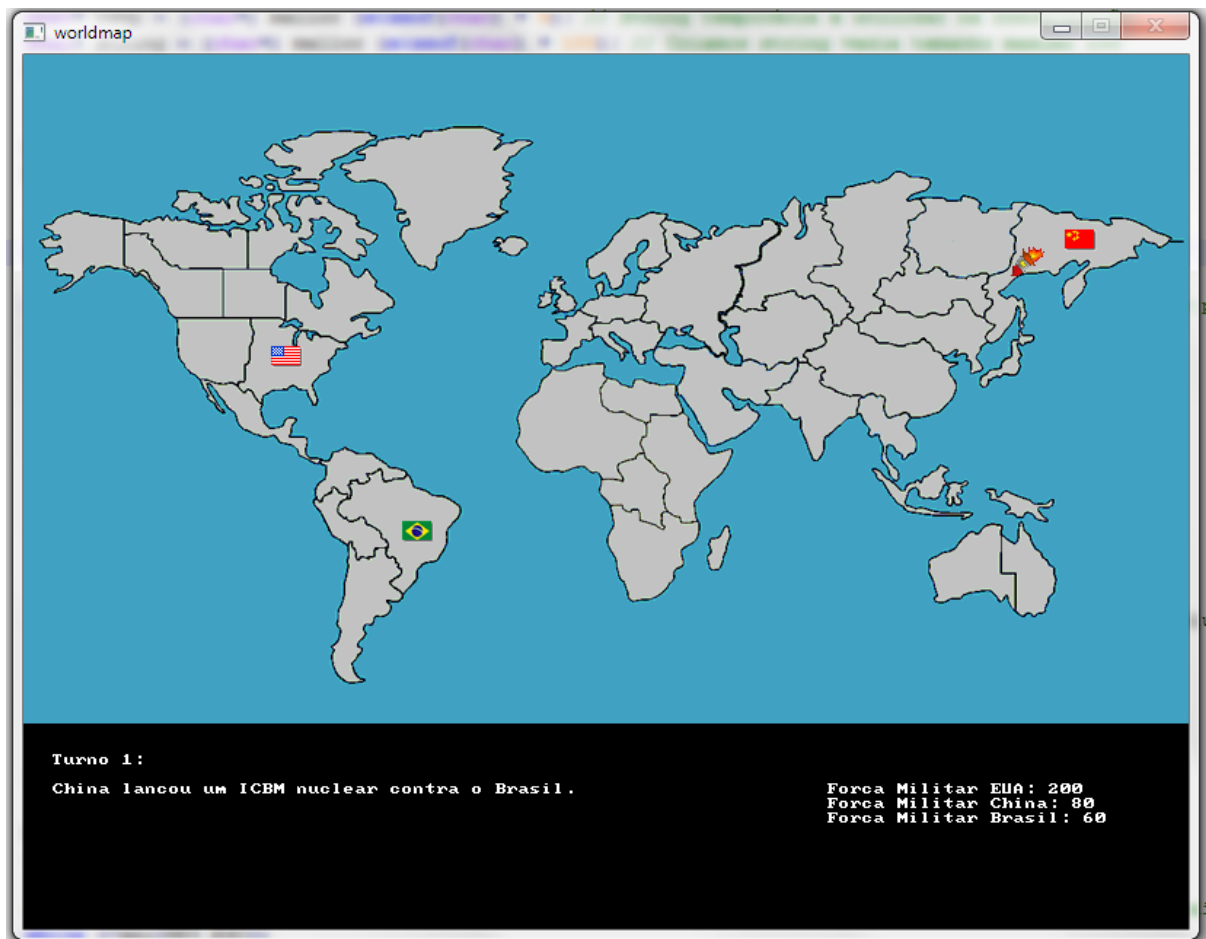 worldmap
Turno 1:
China lancou um ICBM nuclear contra o Brasil.
Forca Militar EUA: 200
Forca Militar China: 80
Forca Militar Brasil: 60